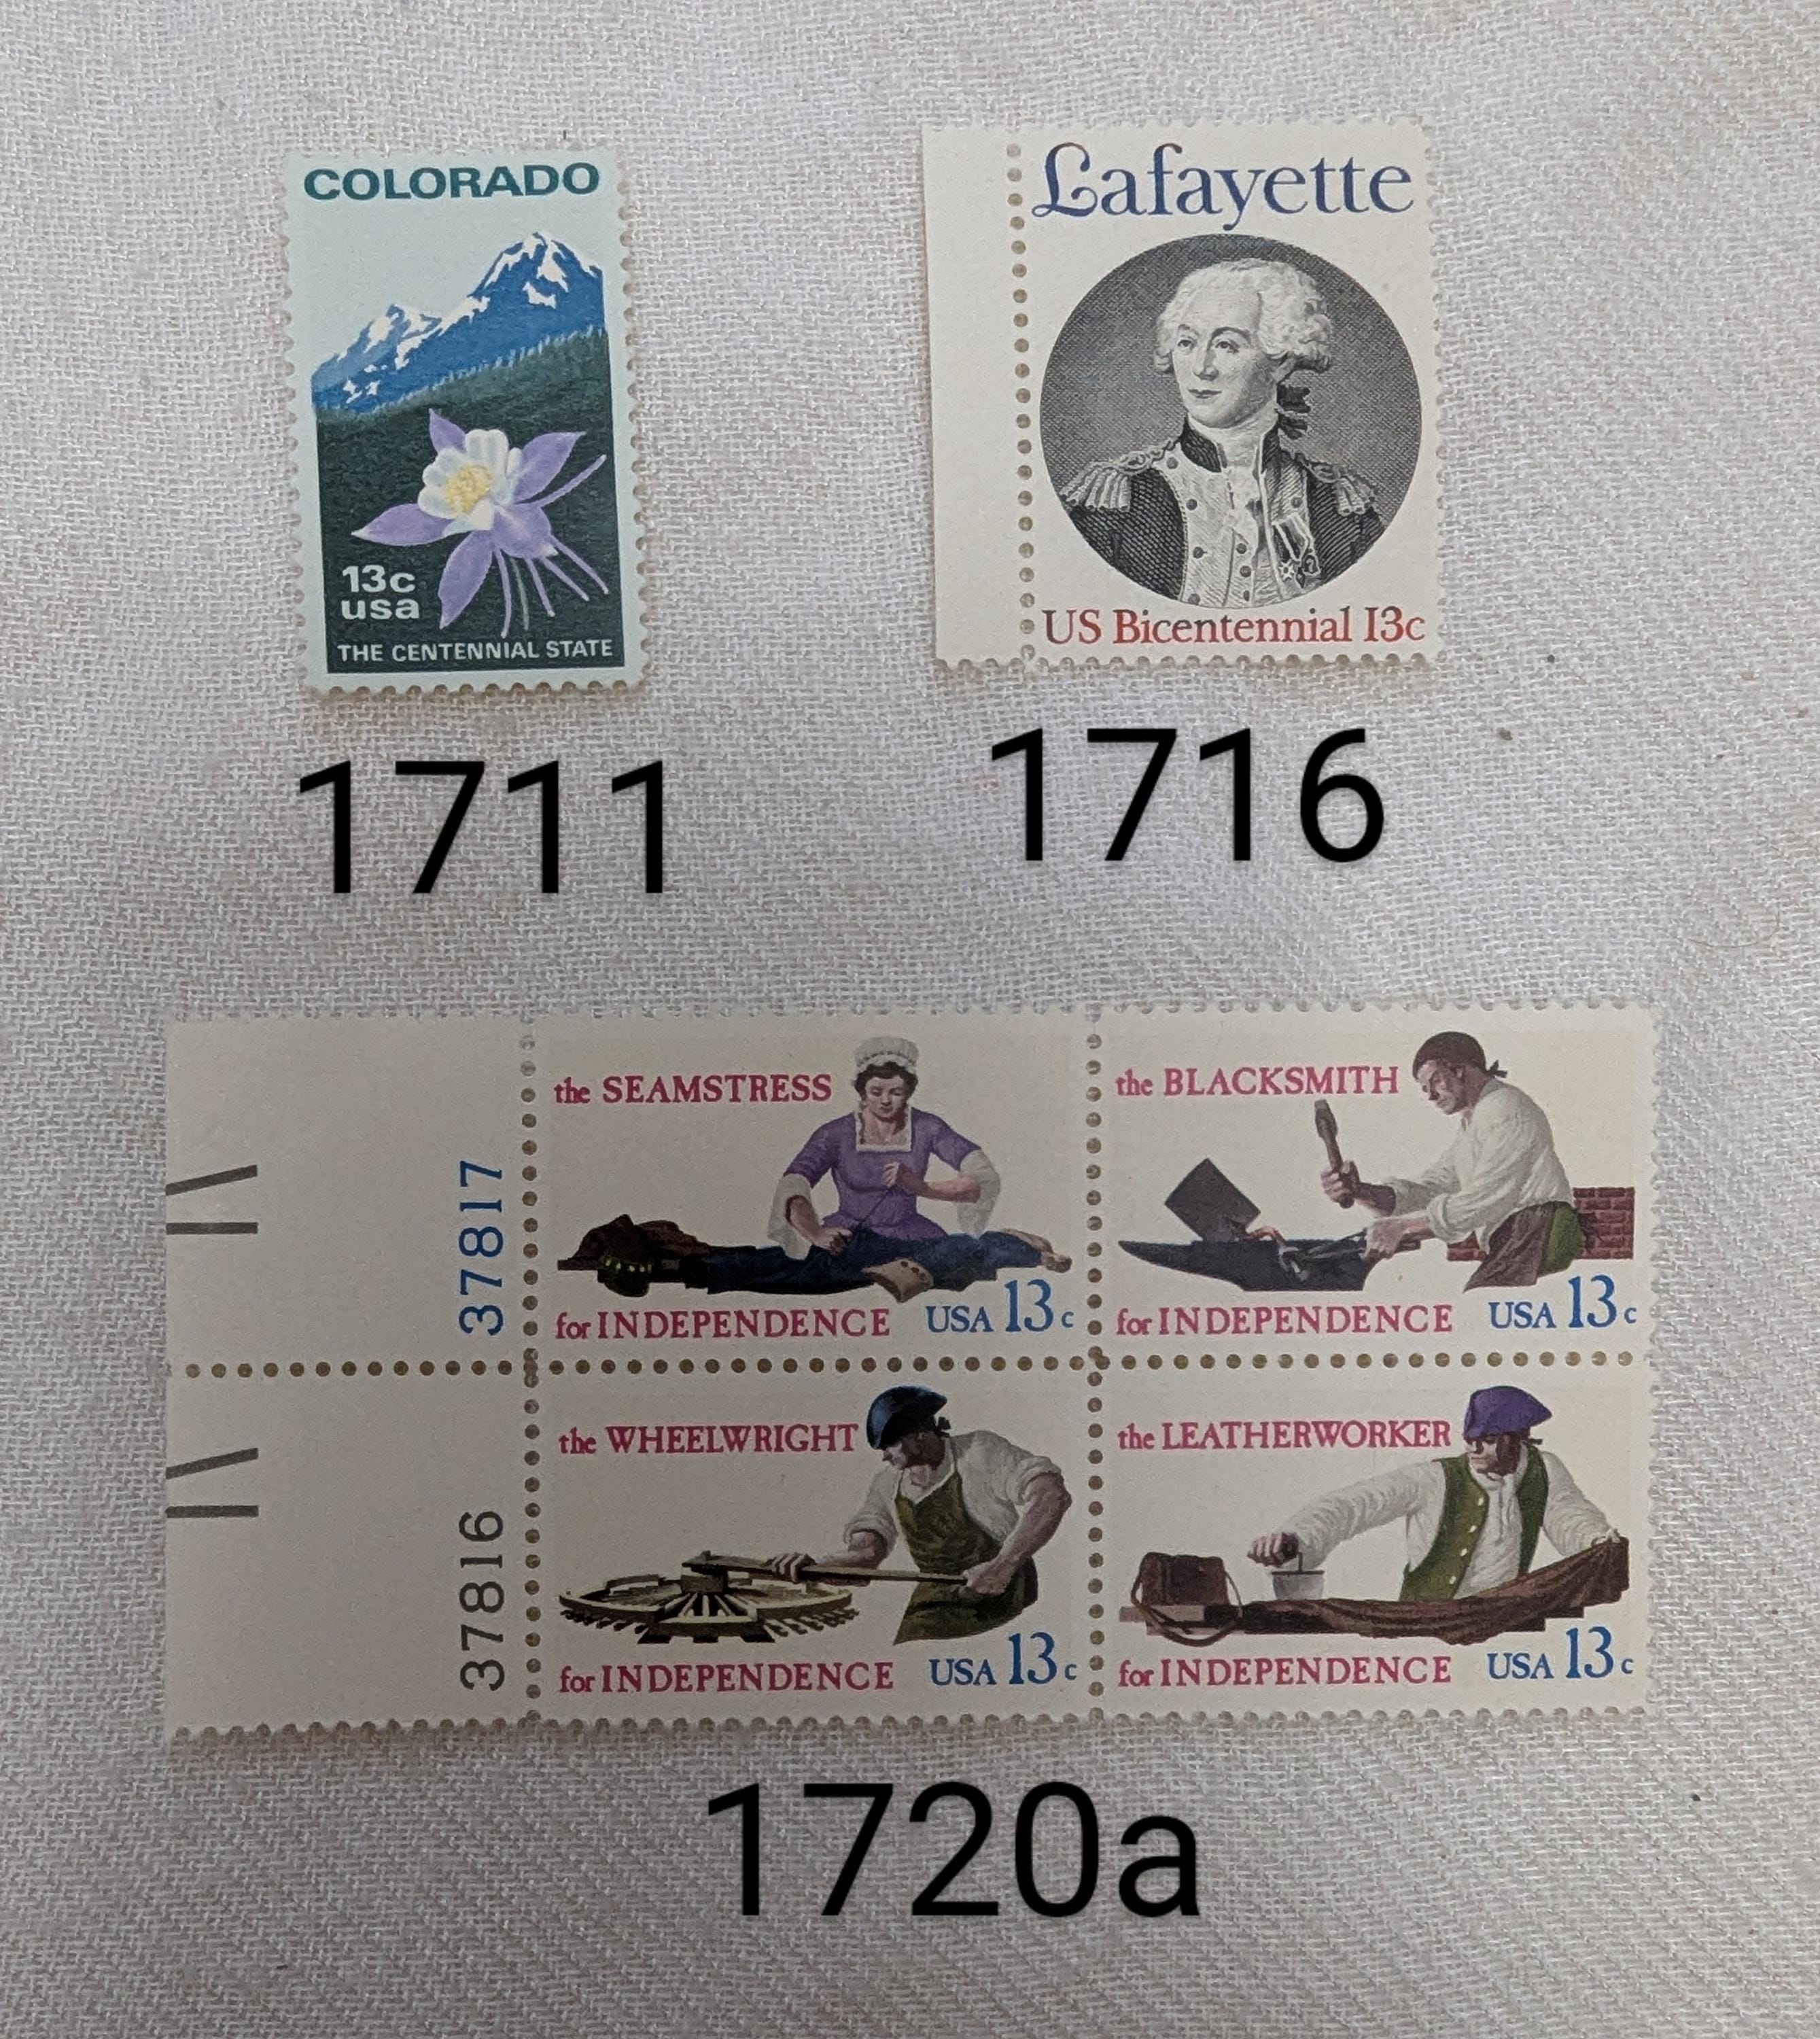 COLORADO
13c
usa
THE CENTENNIAL STATE
1711
Lafayette
US Bicentennial 13c
1716
37817
the SEAMSTRESS
for INDEPENDENCE USA 13c
the BLACKSMITH
for INDEPENDENCE USA 13c
37816
the WHEELWRIGHT
for INDEPENDENCE USA 13c
the LEATHERWORKER
for INDEPENDENCE USA 13c
1720a